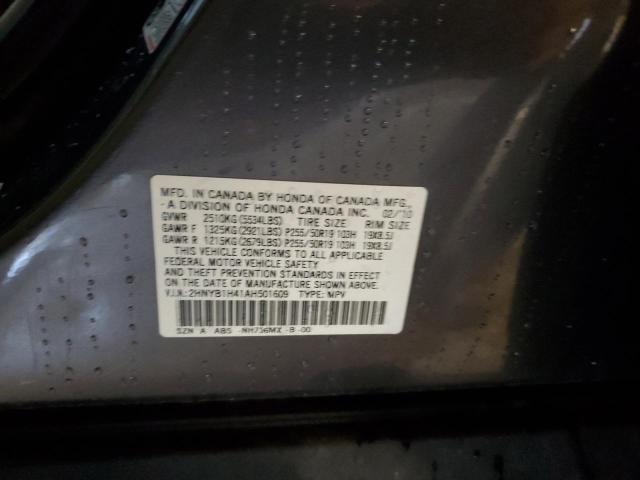 MFD. IN CANADA BY HONDA OF CANADA MFG.,
- A DIVISION OF HONDA CANADA INC. 02/'10
GVWR 2510KG(5534LBS) TIRE SIZE RIM SIZE
GAWR F 1325KG(2921LBS) P255/50R19 103H 19X8.5J
GAWR R 1215KG(2679LBS) P255/50R19 103H 19X8.5J
THIS VEHICLE CONFORMS TO ALL APPLICABLE
FEDERAL MOTOR VEHICLE SAFETY
AND THEFT PREVENTION STANDARDS IN EFFECT
ON THE DATE OF MANUFACTURE SHOWN ABOVE.
V.I.N.:2HNYB1H41AH501609 TYPE: MPV
SZN A ABS -NH736MX -B -00